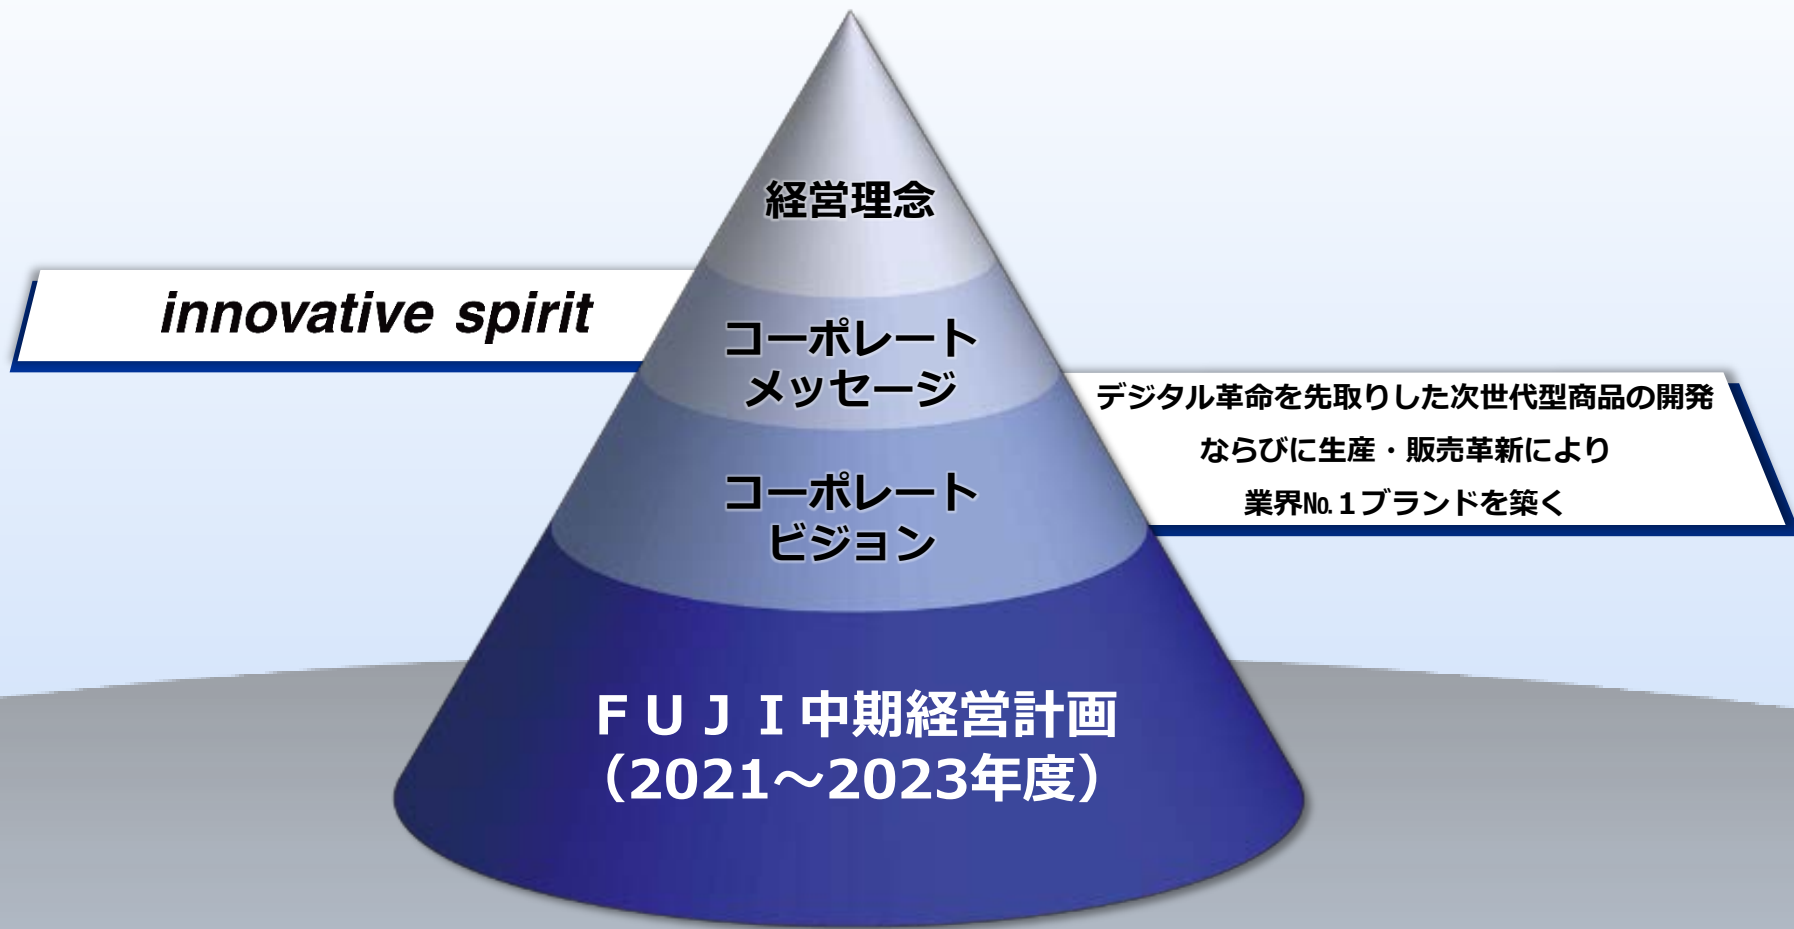 経営理念
innovative spirit
コーポレート
メッセージ
デジタル革命を先取りした次世代型商品の開発
ならびに生産・販売革新により
業界№１ブランドを築く
コーポレート
ビジョン
ＦＵＪＩ中期経営計画
（2021～2023年度）